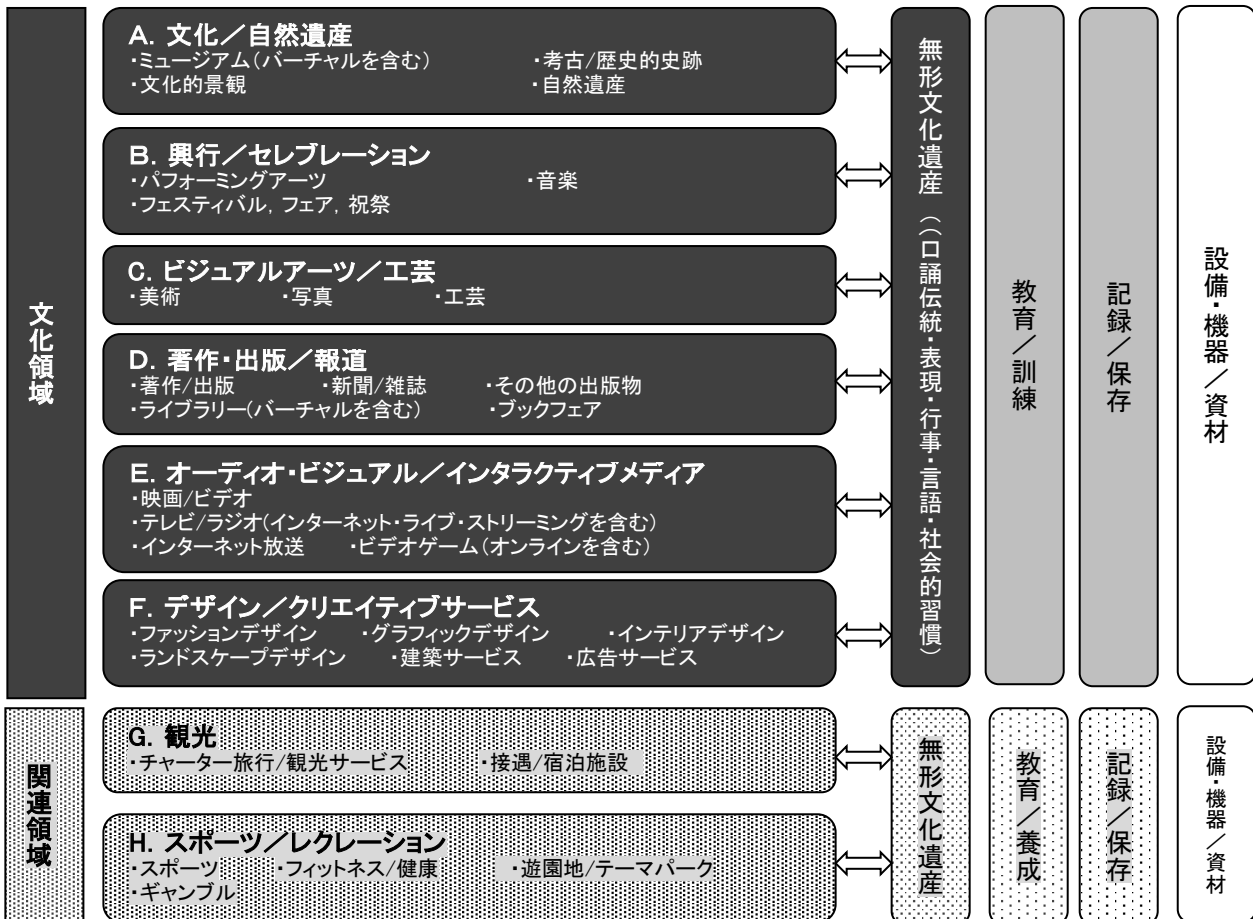 文化領域
A. 文化／自然遺産
・ミュージアム(バーチャルを含む) ・考古/歴史的史跡
・文化的景観 ・自然遺産
B. 興行／セレブレーション
・パフォーミングアーツ ・音楽
・フェスティバル, フェア, 祝祭
C. ビジュアルアーツ／工芸
・美術 ・写真 ・工芸
D. 著作・出版／報道
・著作/出版 ・新聞/雑誌 ・その他の出版物
・ライブラリー(バーチャルを含む) ・ブックフェア
E. オーディオ・ビジュアル／インタラクティブメディア
・映画/ビデオ
・テレビ/ラジオ(インターネット・ライブ・ストリーミングを含む)
・インターネット放送 ・ビデオゲーム(オンラインを含む)
F. デザイン／クリエイティブサービス
・ファッションデザイン ・グラフィックデザイン ・インテリアデザイン
・ランドスケープデザイン ・建築サービス ・広告サービス
無形文化遺産 ((口誦伝統・表現・行事・言語・社会的習慣)
教育／訓練
記録／保存
設備・機器／資材
関連領域
G. 観光
・チャーター旅行/観光サービス ・接遇/宿泊施設
H. スポーツ／レクレーション
・スポーツ ・フィットネス/健康 ・遊園地/テーマパーク
・ギャンブル
無形文化遺産
教育／養成
記録／保存
設備・機器／資材